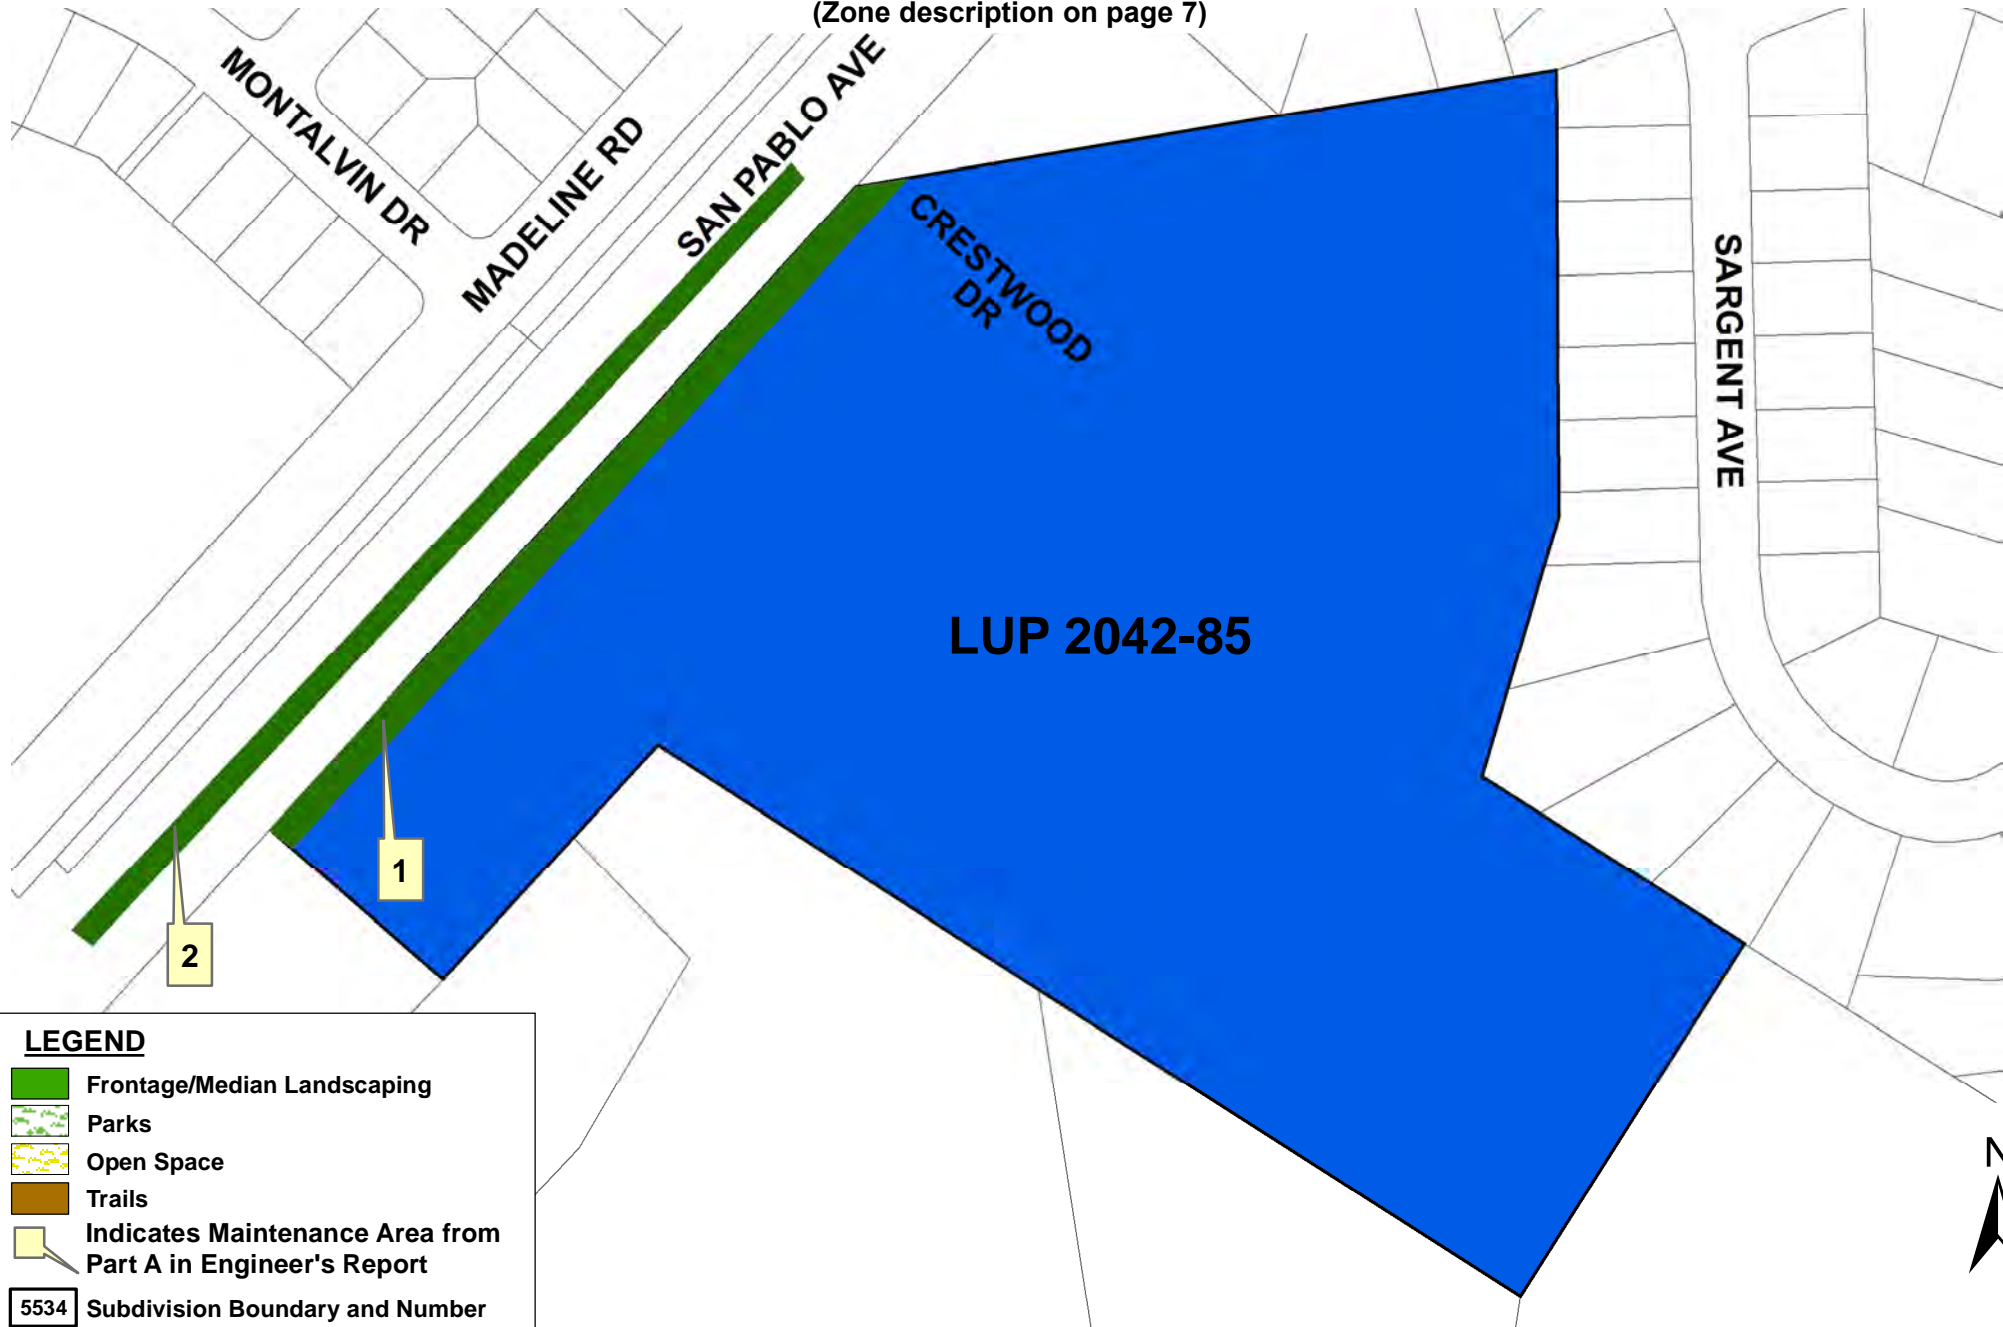 (Zone description on page 7)
MONTALVIN DR
MADELINE RD
SAN PABLO AVE
CRESTWOOD
DR
SARGENT AVE
LUP 2042-85
1
2
LEGEND
Frontage/Median Landscaping
Parks
Open Space
Trails
Indicates Maintenance Area from
Part A in Engineer's Report
5534 Subdivision Boundary and Number
N